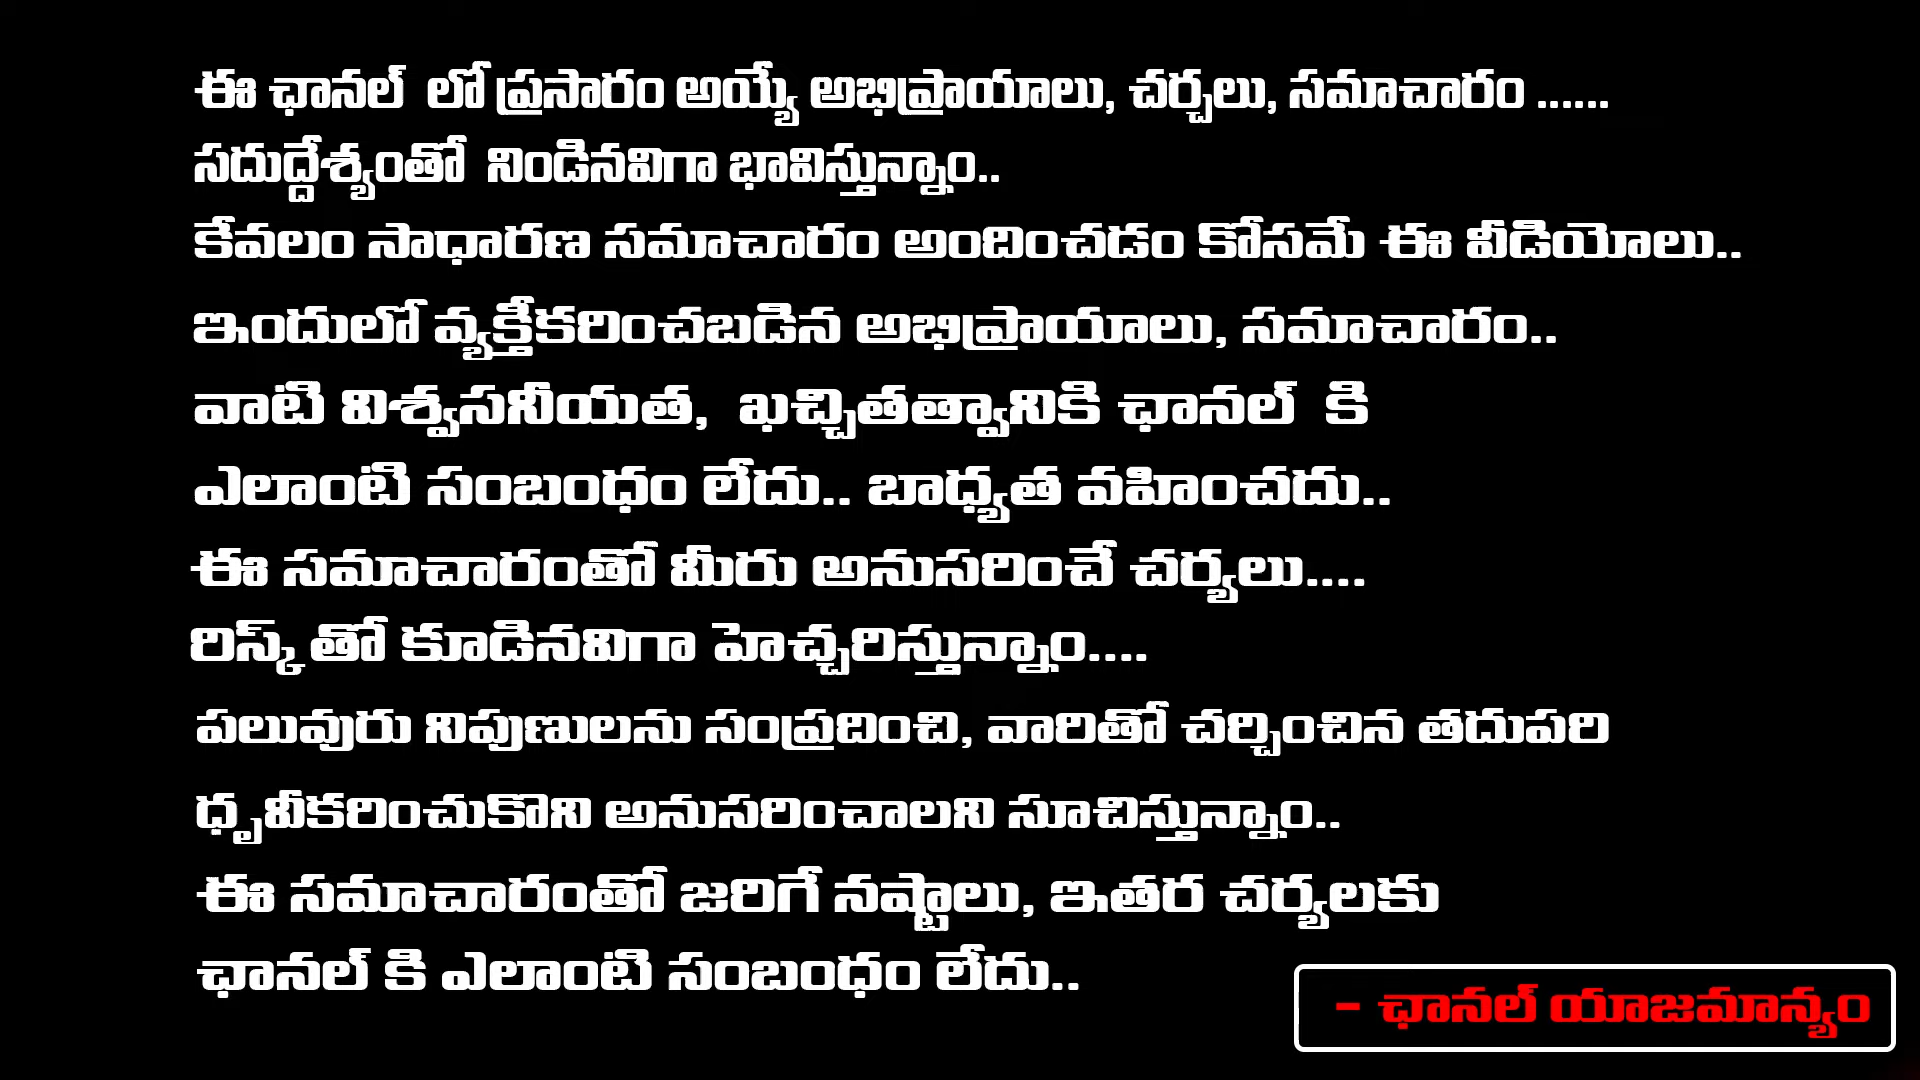 ఈ ఛానల్ లో ప్రసారం అయ్యే అభిప్రాయాలు, చర్చలు, సమాచారం ......
సదుద్దేశ్యంతో నిండినవిగా భావిస్తున్నాం..
కేవలం సాధారణ సమాచారం అందించడం కోసమే ఈ వీడియోలు..
ఇందులో వ్యక్తీకరించబడిన అభిప్రాయాలు, సమాచారం..
వాటి విశ్వసనీయత, ఖచ్చితత్వానికి ఛానల్ కి
ఎలాంటి సంబంధం లేదు.. బాధ్యత వహించదు..
ఈ సమాచారంతో మీరు అనుసరించే చర్యలు....
రిస్క్ తో కూడినవిగా హెచ్చరిస్తున్నాం....
పలువురు నిపుణులను సంప్రదించి, వారితో చర్చించిన తదుపరి
ధృవీకరించుకొని అనుసరించాలని సూచిస్తున్నాం..
ఈ సమాచారంతో జరిగే నష్టాలు, ఇతర చర్యలకు
ఛానల్ కి ఎలాంటి సంబంధం లేదు..
- ఛానల్ యాజమాన్యం